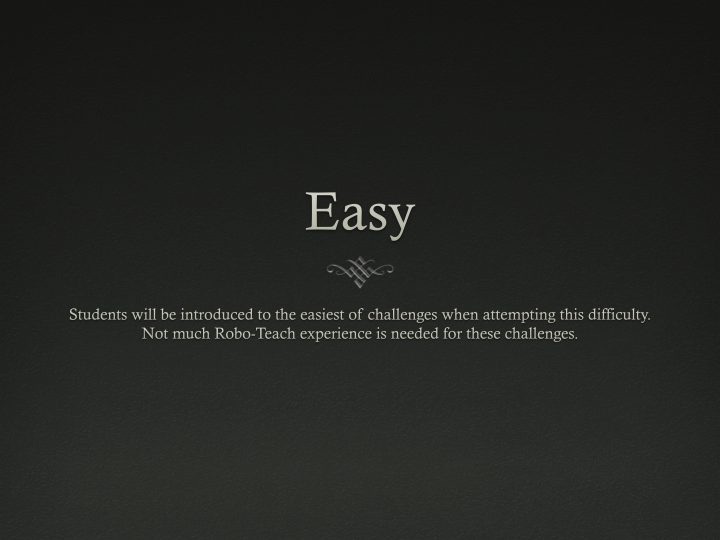 Easy
Students will be introduced to the easiest of challenges when attempting this difficulty.
Not much Robo-Teach experience is needed for these challenges.